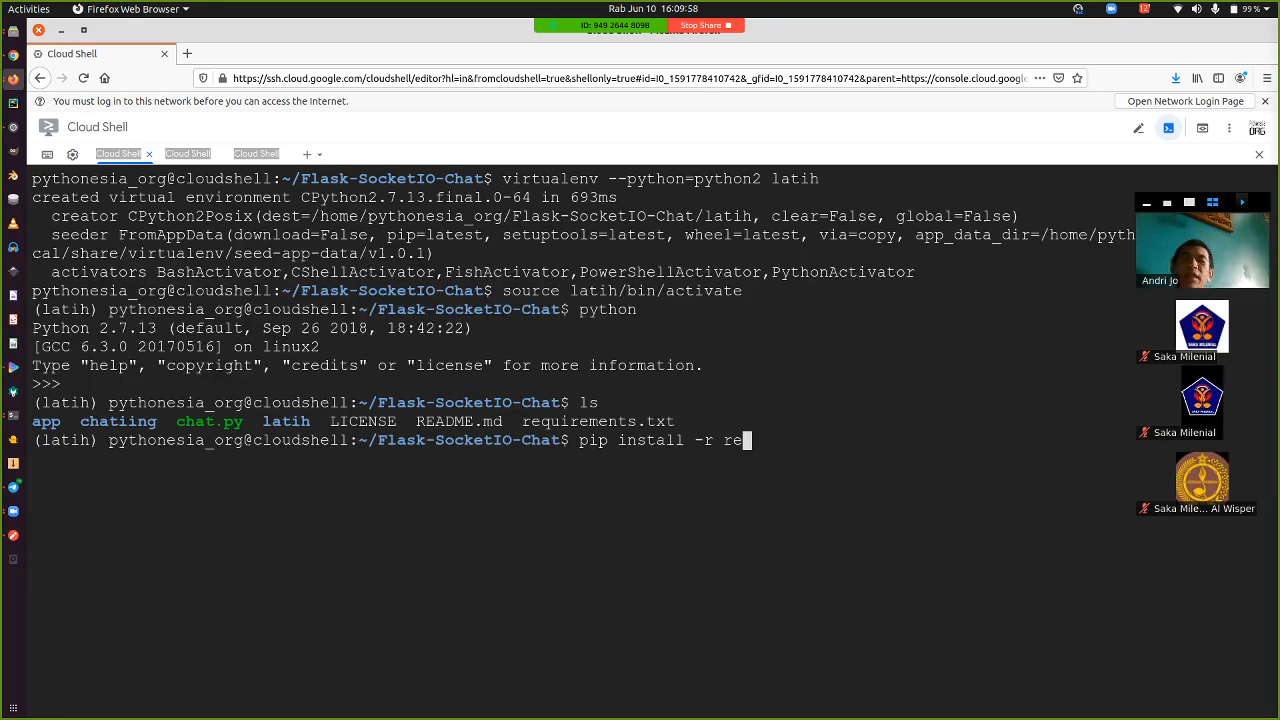 Activities
Firefox Web Browser
Rab Jun 10 16:09:58
12
99 %
ID: 949 2644 8098
Stop Share
Cloud Shell
https://ssh.cloud.google.com/cloudshell/editor?hl=in&fromcloudshell=true&shellonly=true#id=I0_1591778410742&_gfid=I0_1591778410742&parent=https://console.cloud.goog
You must log in to this network before you can access the Internet.
Open Network Login Page
Cloud Shell
Cloud Shell
Cloud Shell
Cloud Shell
pythonesia_org@cloudshell:~/Flask-SocketIO-Chat$ virtualenv --python=python2 latih
created virtual environment CPython2.7.13.final.0-64 in 693ms
  creator CPython2Posix(dest=/home/pythonesia_org/Flask-SocketIO-Chat/latih, clear=False, global=False)
  seeder FromAppData(download=False, pip=latest, setuptools=latest, wheel=latest, via=copy, app_data_dir=/home/pyth
cal/share/virtualenv/seed-app-data/v1.0.1)
  activators BashActivator,CShellActivator,FishActivator,PowerShellActivator,PythonActivator
pythonesia_org@cloudshell:~/Flask-SocketIO-Chat$ source latih/bin/activate
(latih) pythonesia_org@cloudshell:~/Flask-SocketIO-Chat$ python
Python 2.7.13 (default, Sep 26 2018, 18:42:22)
[GCC 6.3.0 20170516] on linux2
Type "help", "copyright", "credits" or "license" for more information.
>>>
(latih) pythonesia_org@cloudshell:~/Flask-SocketIO-Chat$ ls
app  chatiing  chat.py  latih  LICENSE  README.md  requirements.txt
(latih) pythonesia_org@cloudshell:~/Flask-SocketIO-Chat$ pip install -r re
Andri Jo
Saka Milenial
Saka Milenial
Saka Mile... Al Wisper